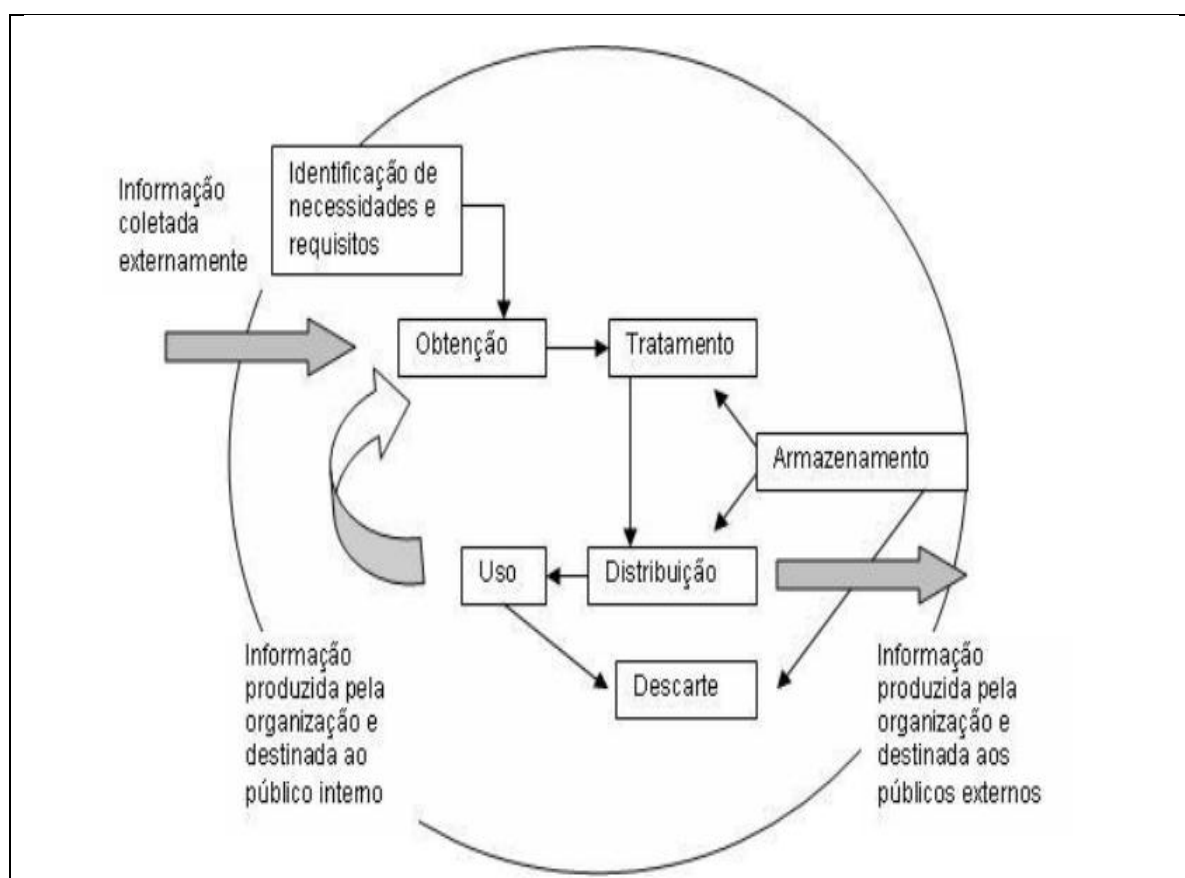 Identificação de
necessidades e
requisitos
Informação
coletada
externamente
Obtenção
Tratamento
Armazenamento
Uso
Distribuição
Descarte
Informação
produzida pela
organização e
destinada ao
público interno
Informação
produzida pela
organização e
destinada aos
públicos externos